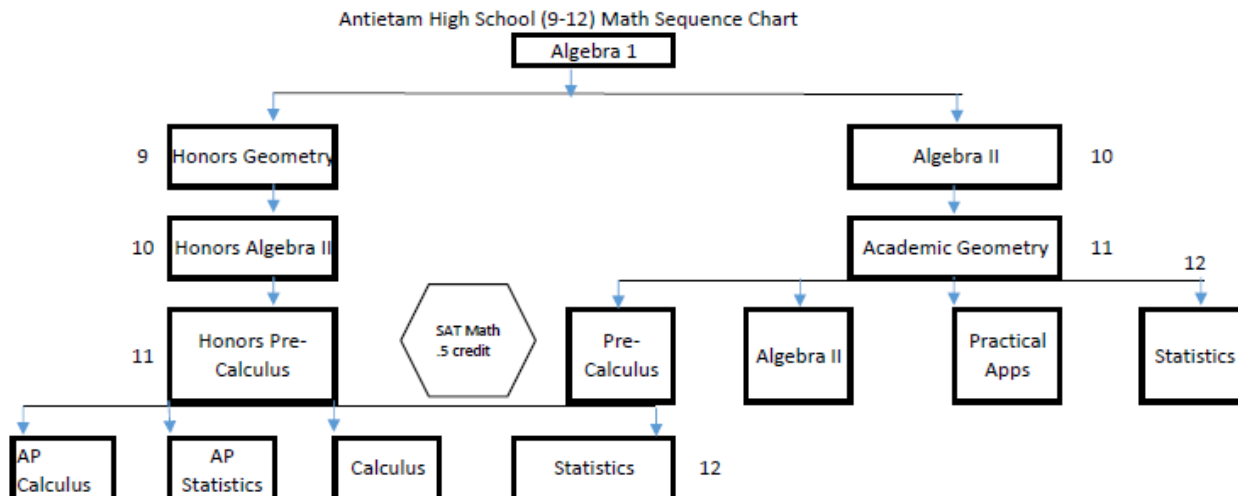 Antietam High School (9-12) Math Sequence Chart
Algebra 1
9
Honors Geometry
Algebra II
10
10
Honors Algebra II
Academic Geometry
11
12
11
Honors Pre-
Calculus
SAT Math
.5 credit
Pre-
Calculus
Algebra II
Practical
Apps
Statistics
AP
Calculus
AP
Statistics
Calculus
Statistics
12